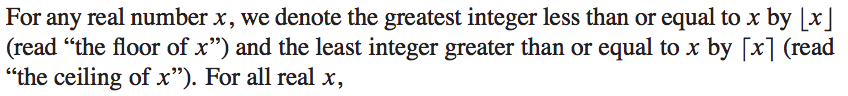 For any real number x, we denote the greatest integer less than or equal to x by ⌊x⌋
(read “the floor of x”) and the least integer greater than or equal to x by ⌈x⌉ (read
“the ceiling of x”). For all real x,